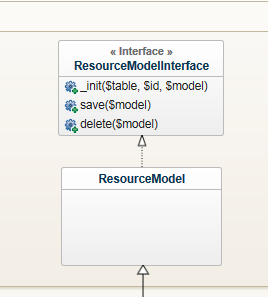 « Interface »
ResourceModelInterface
_init($table, $id, $model)
save($model)
delete($model)
ResourceModel